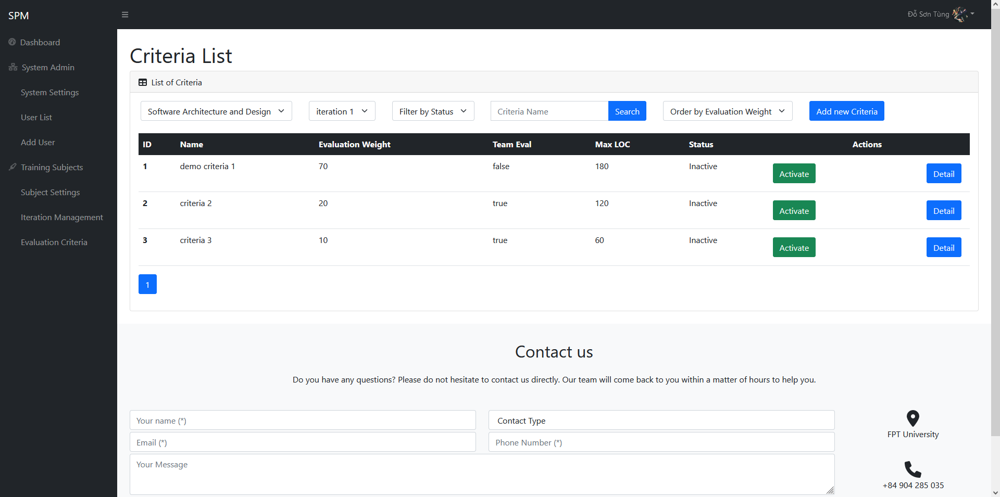 SPM
Đỗ Sơn Tùng
Dashboard
System Admin
System Settings
User List
Add User
Training Subjects
Subject Settings
Iteration Management
Evaluation Criteria
Criteria List
List of Criteria
Software Architecture and Design
iteration 1
Filter by Status
Criteria Name
Search
Order by Evaluation Weight
Add new Criteria
ID Name Evaluation Weight Team Eval Max LOC Status Actions
1 demo criteria 1 70 false 180 Inactive Activate Detail
2 criteria 2 20 true 120 Inactive Activate Detail
3 criteria 3 10 true 60 Inactive Activate Detail
1
Contact us
Do you have any questions? Please do not hesitate to contact us directly. Our team will come back to you within a matter of hours to help you.
Your name (*)
Contact Type
Email (*)
Phone Number (*)
Your Message
FPT University
+84 904 285 035